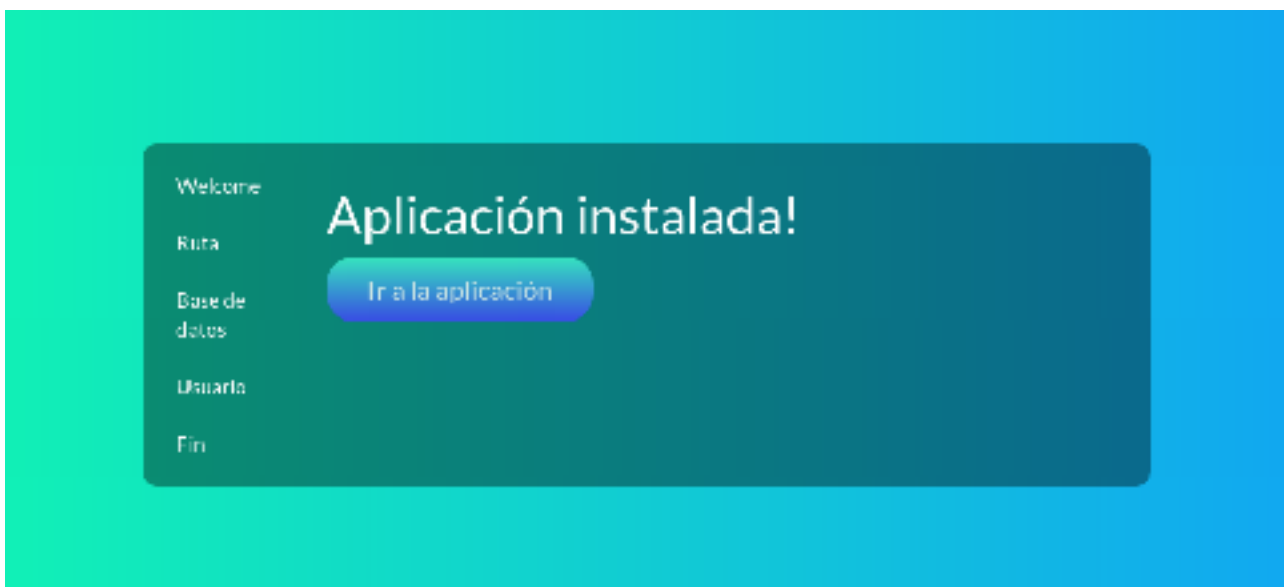 Welcome
Ruta
Base de
datos
Usuario
Fin
Aplicación instalada!
Ir a la aplicación